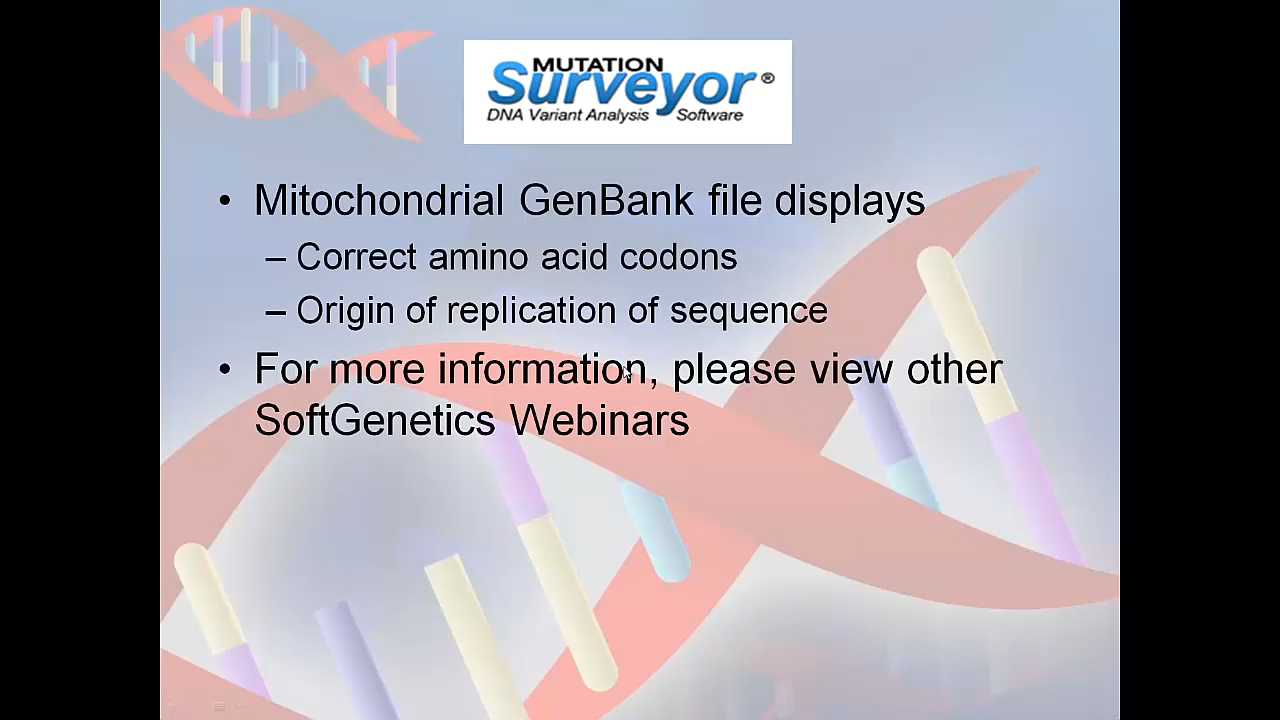 MUTATION
Surveyor®
DNA Variant Analysis Software
• Mitochondrial GenBank file displays
– Correct amino acid codons
– Origin of replication of sequence
• For more information, please view other
SoftGenetics Webinars